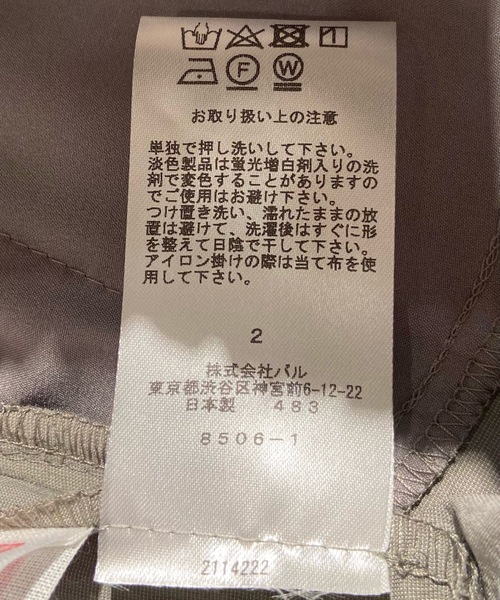 F W
お取り扱い上の注意
単独で押し洗いして下さい。
淡色製品は蛍光増白剤入りの洗
剤で変色することがありますの
でご使用はお避け下さい。
つけ置き洗い、濡れたままの放
置は避けて、洗濯後はすぐに形
を整えて日陰で干して下さい。
アイロン掛けの際は当て布を使
用して下さい。
2
株式会社パル
東京都渋谷区神宮前6-12-22
日本製 483
8506-1
2114222